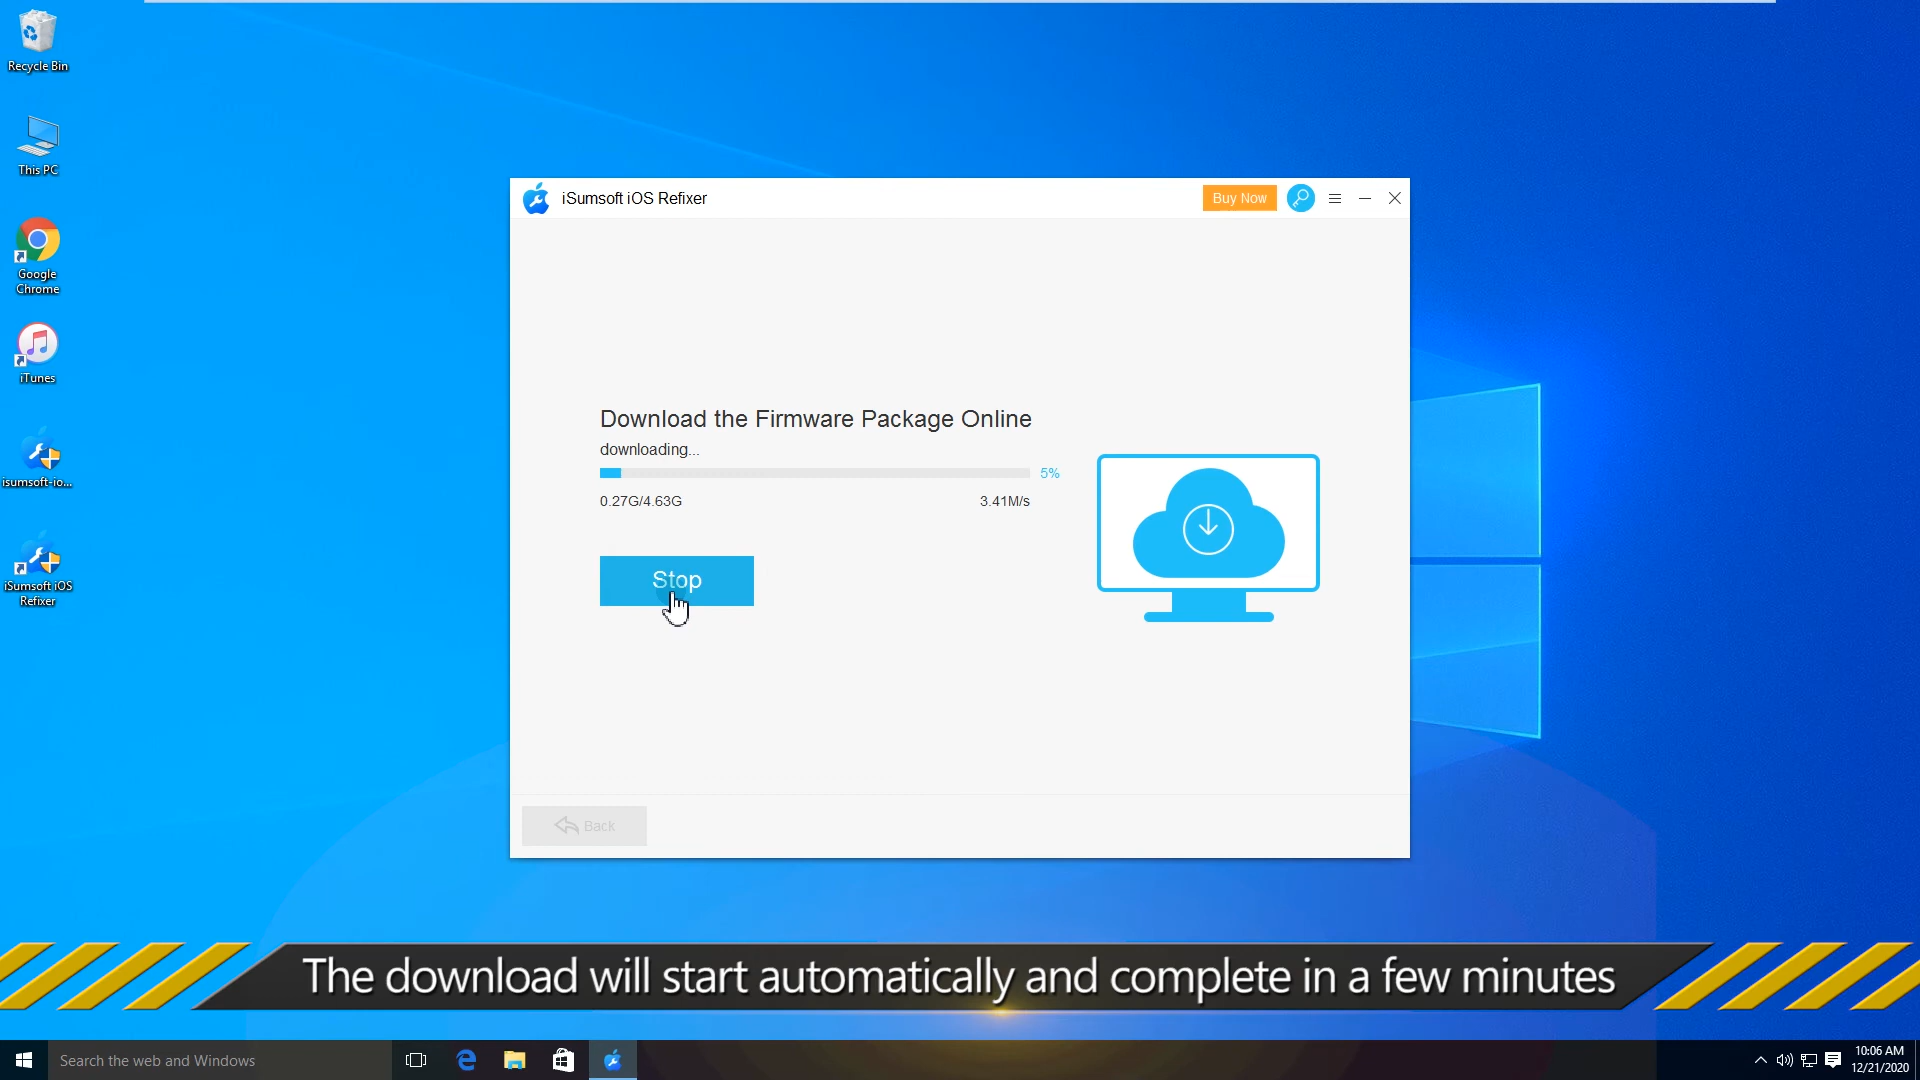 Recycle Bin
This PC
Google
Chrome
iTunes
isumsoft-io...
iSumsoft iOS
Refixer
iSumsoft iOS Refixer
Buy Now
Download the Firmware Package Online
downloading...
5%
0.27G/4.63G
3.41M/s
Stop
Back
The download will start automatically and complete in a few minutes
Search the web and Windows
10:06 AM
12/21/2020